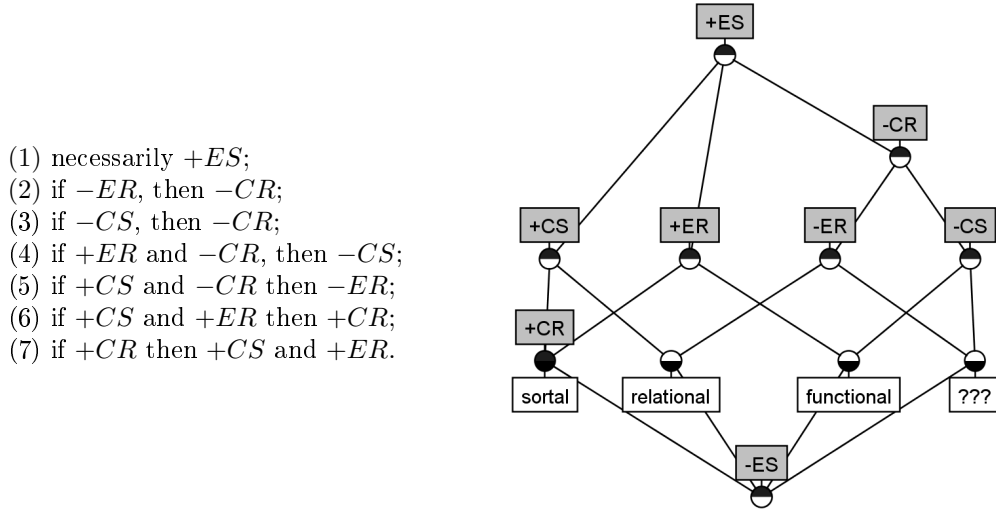 (1) necessarily +ES;
(2) if −ER, then −CR;
(3) if −CS, then −CR;
(4) if +ER and −CR, then −CS;
(5) if +CS and −CR then −ER;
(6) if +CS and +ER then +CR;
(7) if +CR then +CS and +ER.
+ES
-CR
+CS +ER -ER -CS
+CR
sortal relational functional ???
-ES